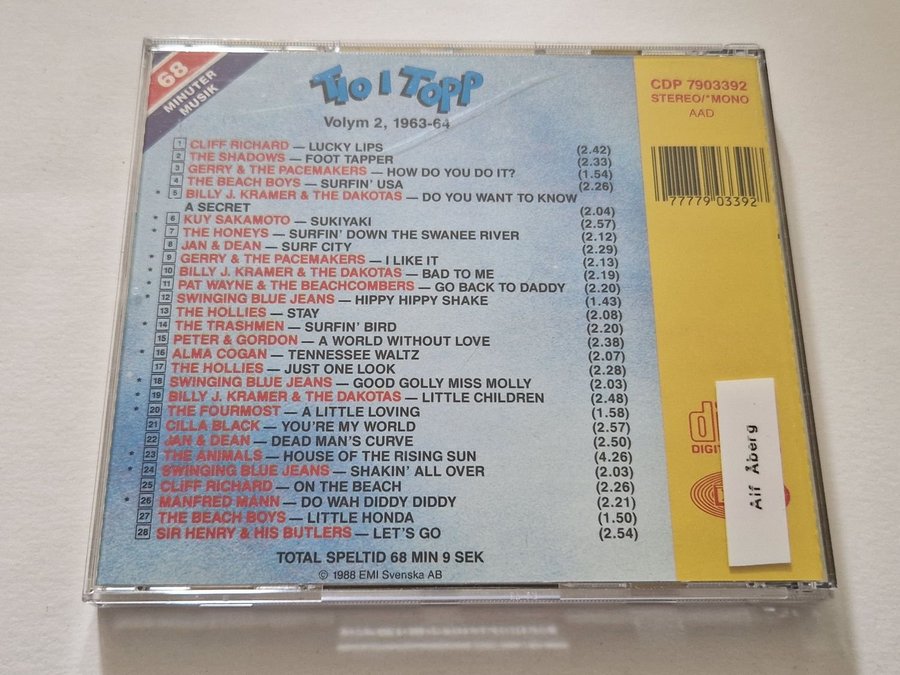 68
MINUTER
MUSIK
TIO I TOPP
Volym 2, 1963-64
CDP 7903392
STEREO/*MONO
AAD
77779 03392
1 CLIFF RICHARD — LUCKY LIPS (2.42)
2 THE SHADOWS — FOOT TAPPER (2.33)
3 GERRY & THE PACEMAKERS — HOW DO YOU DO IT? (1.54)
4 THE BEACH BOYS — SURFIN' USA (2.26)
* 5 BILLY J. KRAMER & THE DAKOTAS — DO YOU WANT TO KNOW
A SECRET (2.04)
* 6 KUY SAKAMOTO — SUKIYAKI (2.57)
* 7 THE HONEYS — SURFIN' DOWN THE SWANEE RIVER (2.12)
8 JAN & DEAN — SURF CITY (2.29)
* 9 GERRY & THE PACEMAKERS — I LIKE IT (2.13)
* 10 BILLY J. KRAMER & THE DAKOTAS — BAD TO ME (2.19)
* 11 PAT WAYNE & THE BEACHCOMBERS — GO BACK TO DADDY (2.20)
* 12 SWINGING BLUE JEANS — HIPPY HIPPY SHAKE (1.43)
13 THE HOLLIES — STAY (2.08)
* 14 THE TRASHMEN — SURFIN' BIRD (2.20)
15 PETER & GORDON — A WORLD WITHOUT LOVE (2.38)
* 16 ALMA COGAN — TENNESSEE WALTZ (2.07)
17 THE HOLLIES — JUST ONE LOOK (2.28)
* 18 SWINGING BLUE JEANS — GOOD GOLLY MISS MOLLY (2.03)
* 19 BILLY J. KRAMER & THE DAKOTAS — LITTLE CHILDREN (2.48)
* 20 THE FOURMOST — A LITTLE LOVING (1.58)
21 CILLA BLACK — YOU'RE MY WORLD (2.57)
22 JAN & DEAN — DEAD MAN'S CURVE (2.50)
* 23 THE ANIMALS — HOUSE OF THE RISING SUN (4.26)
* 24 SWINGING BLUE JEANS — SHAKIN' ALL OVER (2.03)
25 CLIFF RICHARD — ON THE BEACH (2.26)
* 26 MANFRED MANN — DO WAH DIDDY DIDDY (2.21)
27 THE BEACH BOYS — LITTLE HONDA (1.50)
28 SIR HENRY & HIS BUTLERS — LET'S GO (2.54)
TOTAL SPELTID 68 MIN 9 SEK
© 1988 EMI Svenska AB
Alf Åberg